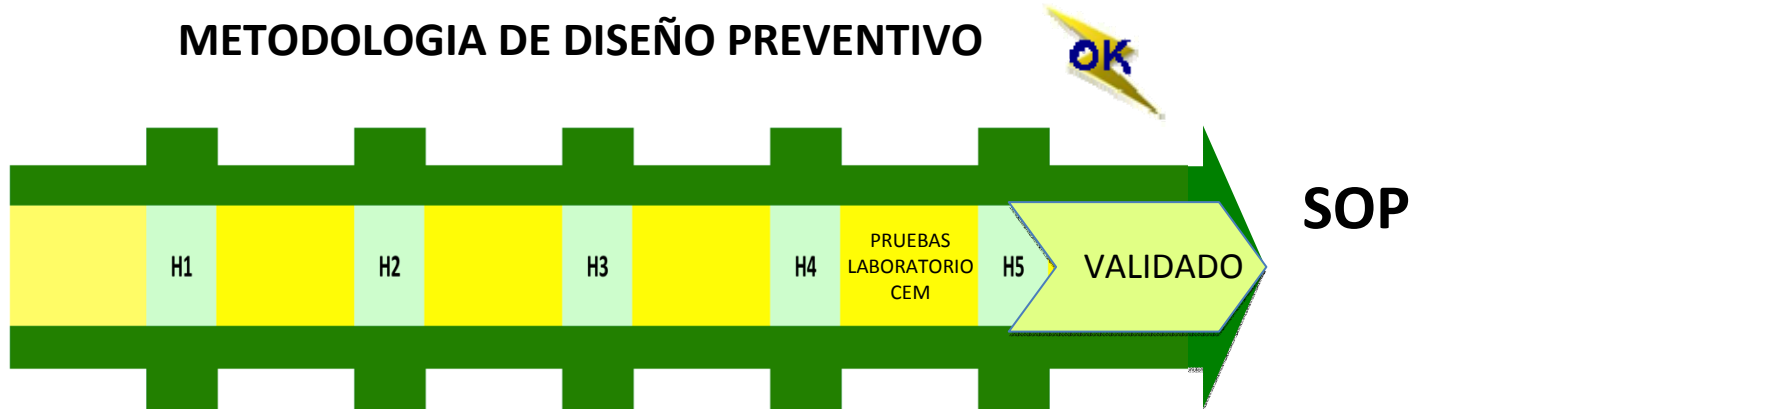 METODOLOGIA DE DISEÑO PREVENTIVO
OK
SOP
H1
H2
H3
H4
PRUEBAS
LABORATORIO
CEM
H5
VALIDADO